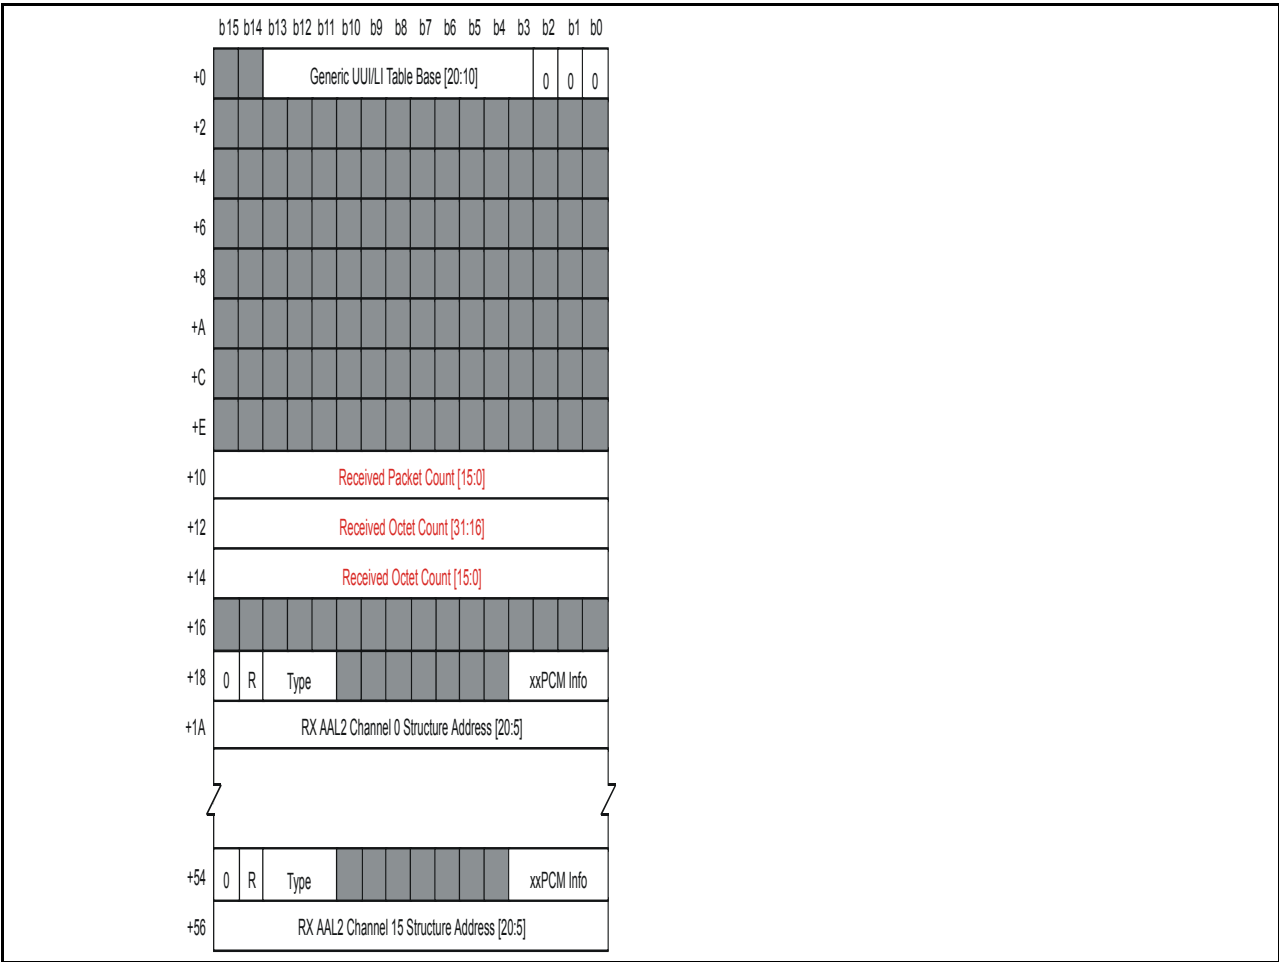 b15 b14 b13 b12 b11 b10 b9 b8 b7 b6 b5 b4 b3 b2 b1 b0
+0 Generic UUI/LI Table Base [20:10] 0 0 0
+2
+4
+6
+8
+A
+C
+E
+10 Received Packet Count [15:0]
+12 Received Octet Count [31:16]
+14 Received Octet Count [15:0]
+16
+18 0 R Type xxPCM Info
+1A RX AAL2 Channel 0 Structure Address [20:5]
+54 0 R Type xxPCM Info
+56 RX AAL2 Channel 15 Structure Address [20:5]